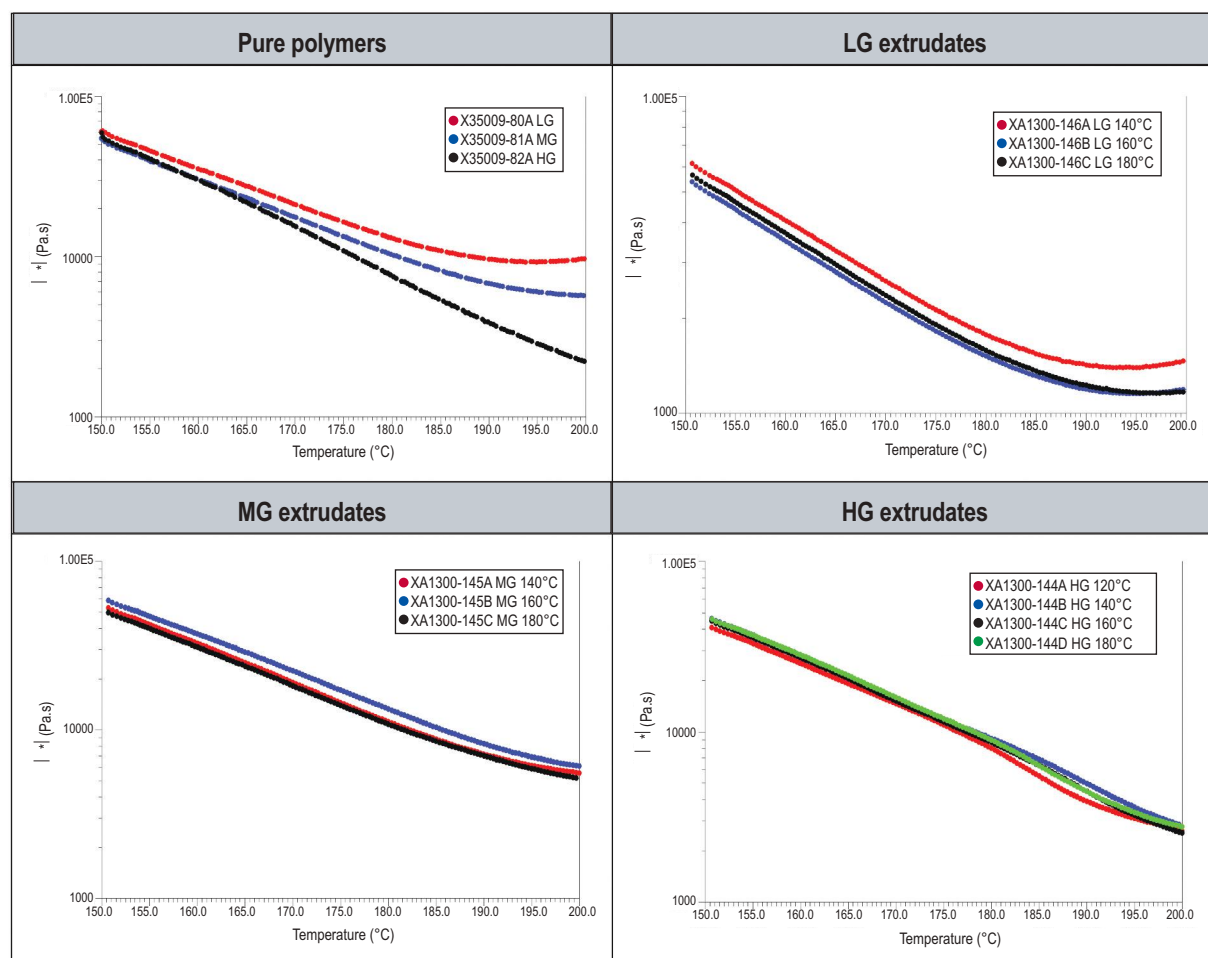 Pure polymers
1.00E5
10000
1000
| *| (Pa.s)
X35009-80A LG
X35009-81A MG
X35009-82A HG
150.0 155.0 160.0 165.0 170.0 175.0 180.0 185.0 190.0 195.0 200.0
Temperature (°C)
LG extrudates
1.00E5
1000
| *| (Pa.s)
XA1300-146A LG 140°C
XA1300-146B LG 160°C
XA1300-146C LG 180°C
150.0 155.0 160.0 165.0 170.0 175.0 180.0 185.0 190.0 195.0 200.0
Temperature (°C)
MG extrudates
1.00E5
10000
1000
| *| (Pa.s)
XA1300-145A MG 140°C
XA1300-145B MG 160°C
XA1300-145C MG 180°C
150.0 155.0 160.0 165.0 170.0 175.0 180.0 185.0 190.0 195.0 200.0
Temperature (°C)
HG extrudates
1.00E5
10000
1000
| *| (Pa.s)
XA1300-144A HG 120°C
XA1300-144B HG 140°C
XA1300-144C HG 160°C
XA1300-144D HG 180°C
150.0 155.0 160.0 165.0 170.0 175.0 180.0 185.0 190.0 195.0 200.0
Temperature (°C)